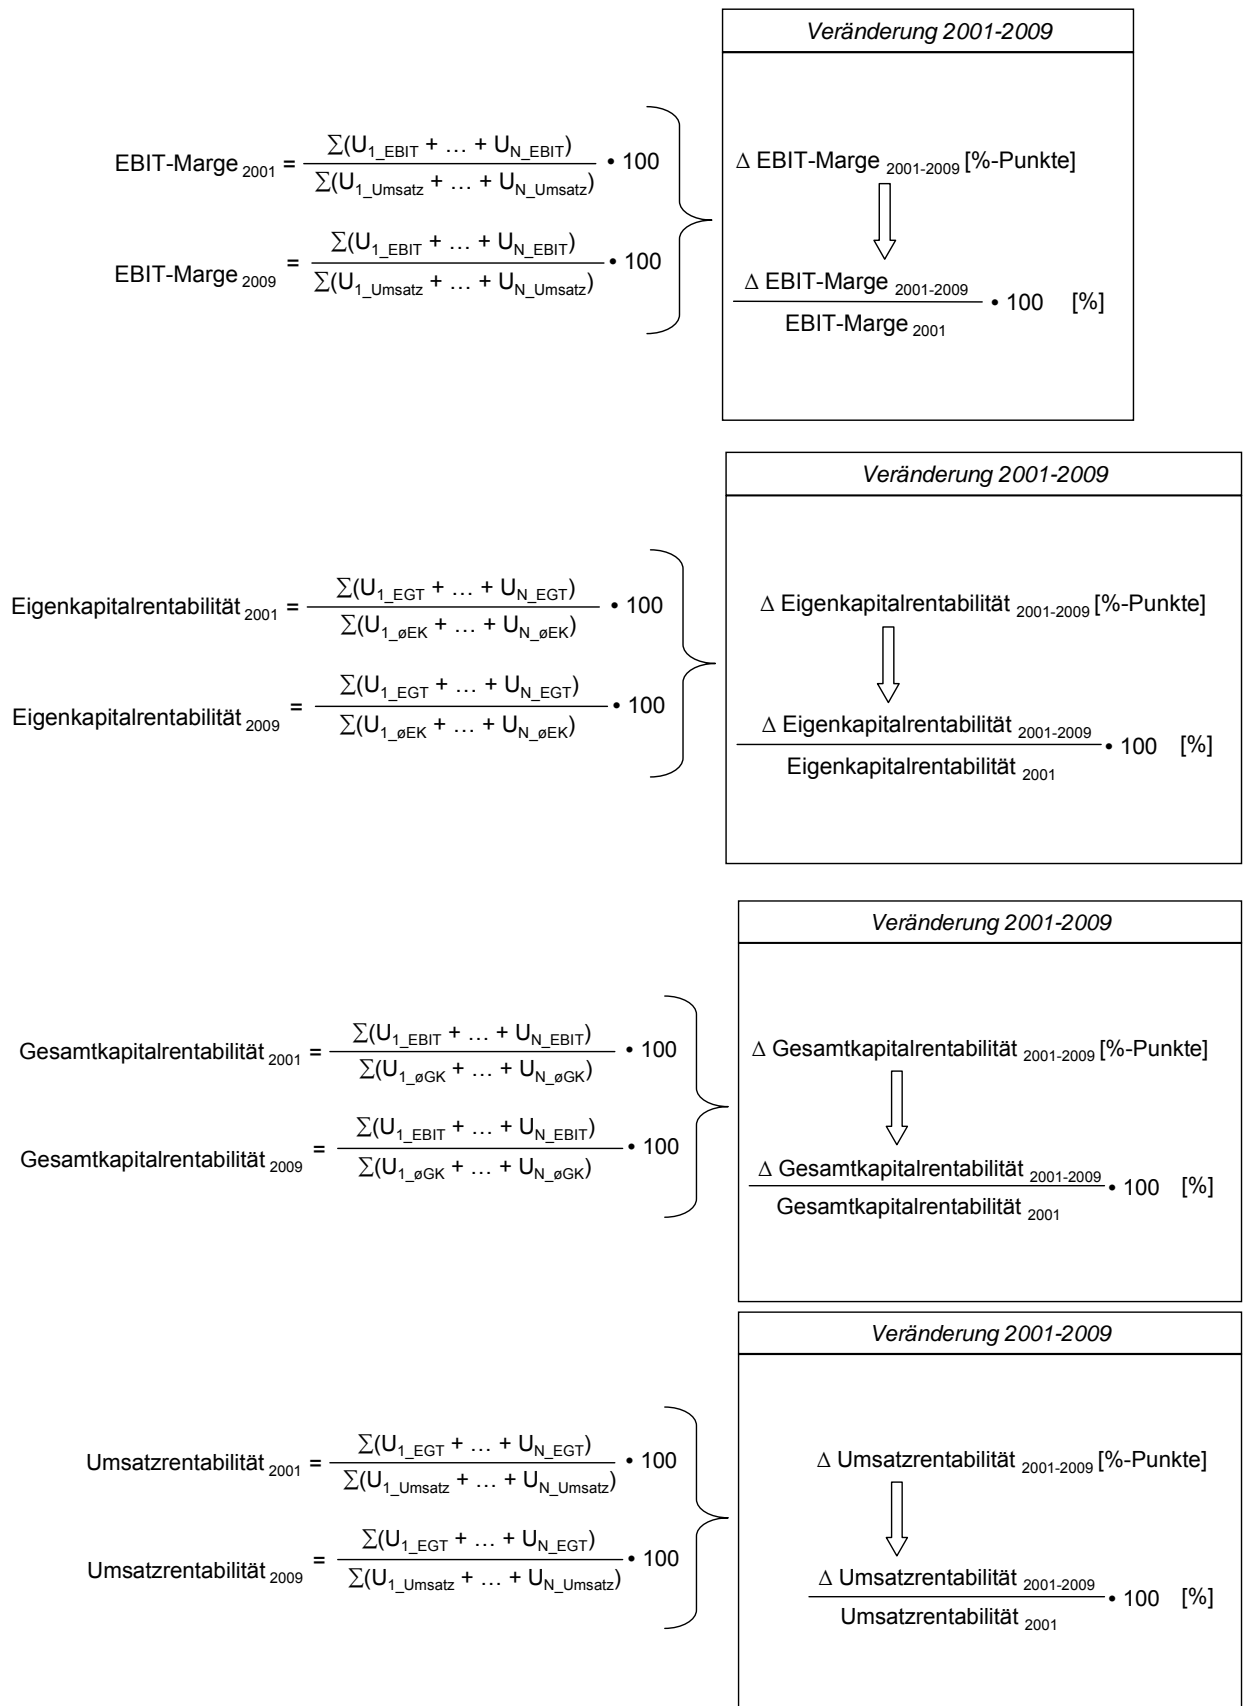 Veränderung 2001-2009
EBIT-Marge 2001 = ∑(U1_EBIT + … + UN_EBIT) • 100
∑(U1_Umsatz + … + UN_Umsatz)
EBIT-Marge 2009 = ∑(U1_EBIT + … + UN_EBIT) • 100
∑(U1_Umsatz + … + UN_Umsatz)
∆ EBIT-Marge 2001-2009 [%-Punkte]
∆ EBIT-Marge 2001-2009 • 100 [%]
EBIT-Marge 2001
Veränderung 2001-2009
Eigenkapitalrentabilität 2001 = ∑(U1_EGT + … + UN_EGT) • 100
∑(U1_øEK + … + UN_øEK)
Eigenkapitalrentabilität 2009 = ∑(U1_EGT + … + UN_EGT) • 100
∑(U1_øEK + … + UN_øEK)
∆ Eigenkapitalrentabilität 2001-2009 [%-Punkte]
∆ Eigenkapitalrentabilität 2001-2009 • 100 [%]
Eigenkapitalrentabilität 2001
Veränderung 2001-2009
Gesamtkapitalrentabilität 2001 = ∑(U1_EBIT + … + UN_EBIT) • 100
∑(U1_øGK + … + UN_øGK)
Gesamtkapitalrentabilität 2009 = ∑(U1_EBIT + … + UN_EBIT) • 100
∑(U1_øGK + … + UN_øGK)
∆ Gesamtkapitalrentabilität 2001-2009 [%-Punkte]
∆ Gesamtkapitalrentabilität 2001-2009 • 100 [%]
Gesamtkapitalrentabilität 2001
Veränderung 2001-2009
Umsatzrentabilität 2001 = ∑(U1_EGT + … + UN_EGT) • 100
∑(U1_Umsatz + … + UN_Umsatz)
Umsatzrentabilität 2009 = ∑(U1_EGT + … + UN_EGT) • 100
∑(U1_Umsatz + … + UN_Umsatz)
∆ Umsatzrentabilität 2001-2009 [%-Punkte]
∆ Umsatzrentabilität 2001-2009 • 100 [%]
Umsatzrentabilität 2001